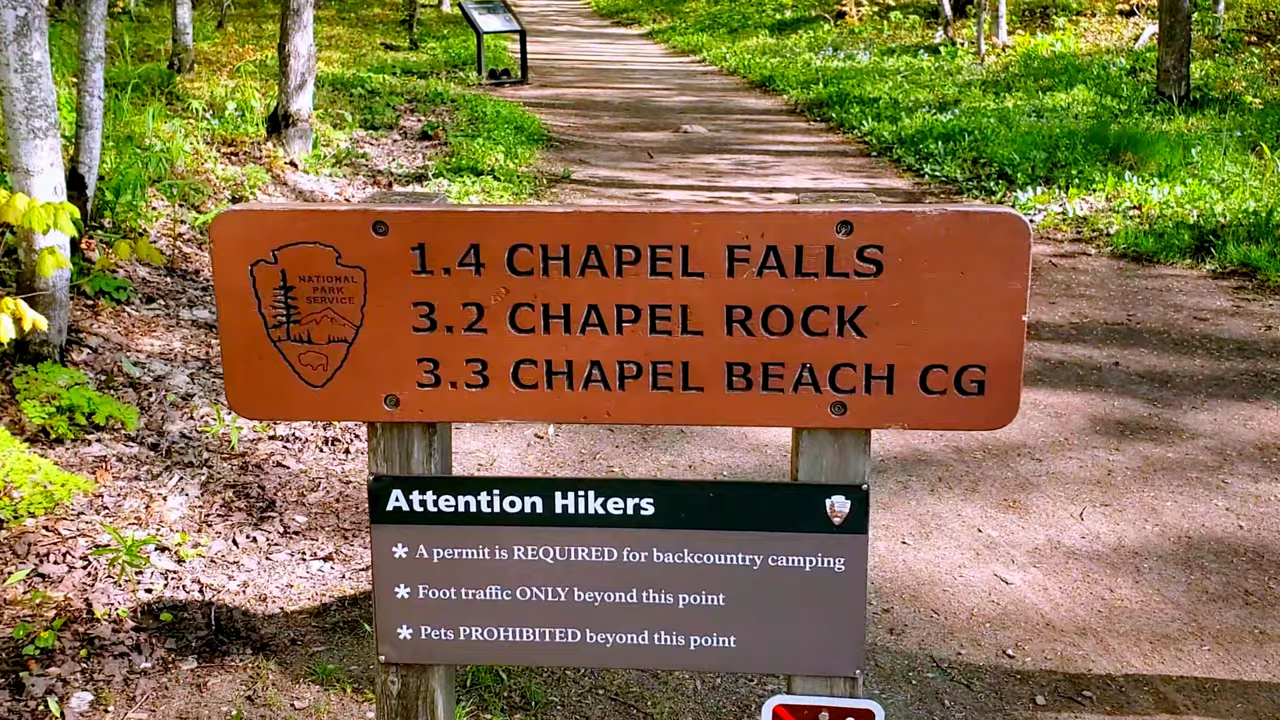 NATIONAL
PARK
SERVICE
1.4 CHAPEL FALLS
3.2 CHAPEL ROCK
3.3 CHAPEL BEACH CG
Attention Hikers
* A permit is REQUIRED for backcountry camping
* Foot traffic ONLY beyond this point
* Pets PROHIBITED beyond this point